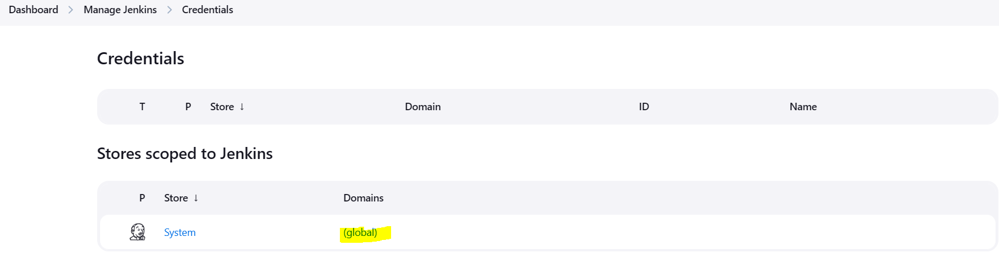 Dashboard > Manage Jenkins > Credentials
Credentials
T P Store ↓ Domain ID Name
Stores scoped to Jenkins
P Store ↓ Domains
System (global)